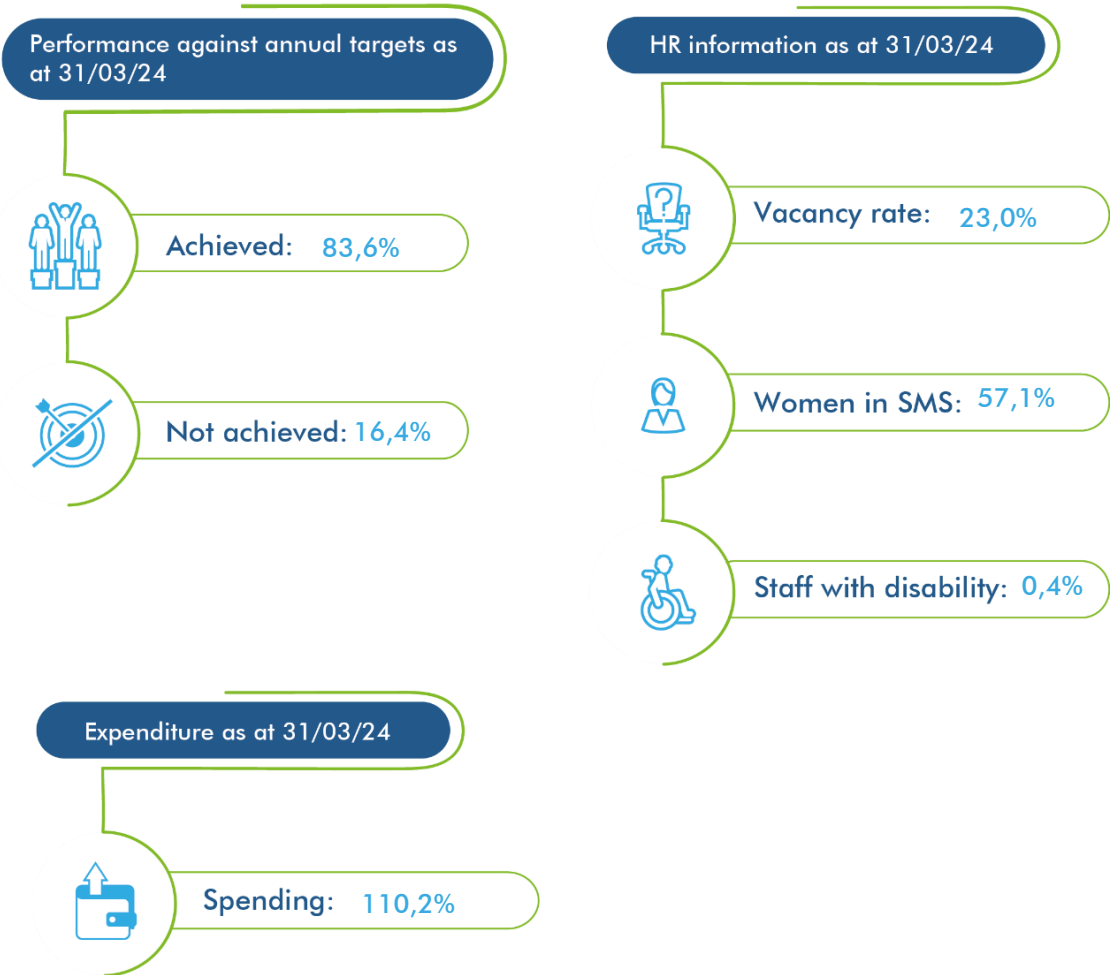 Performance against annual targets as
at 31/03/24
Achieved: 83,6%
Not achieved: 16,4%
HR information as at 31/03/24
?
Vacancy rate: 23,0%
Women in SMS: 57,1%
Staff with disability: 0,4%
Expenditure as at 31/03/24
Spending: 110,2%